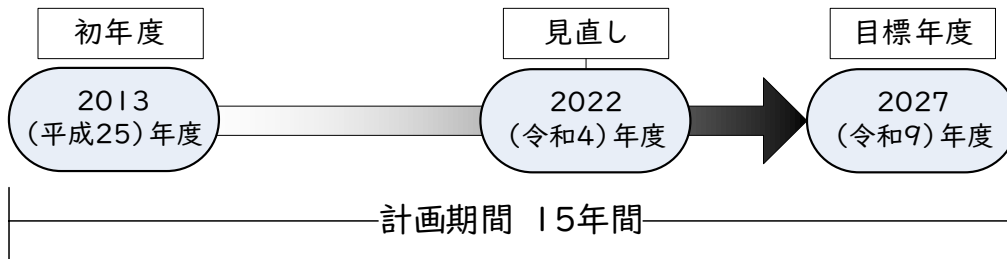 初年度
見直し
目標年度
2013
(平成25)年度
2022
(令和4)年度
2027
(令和9)年度
計画期間 15年間